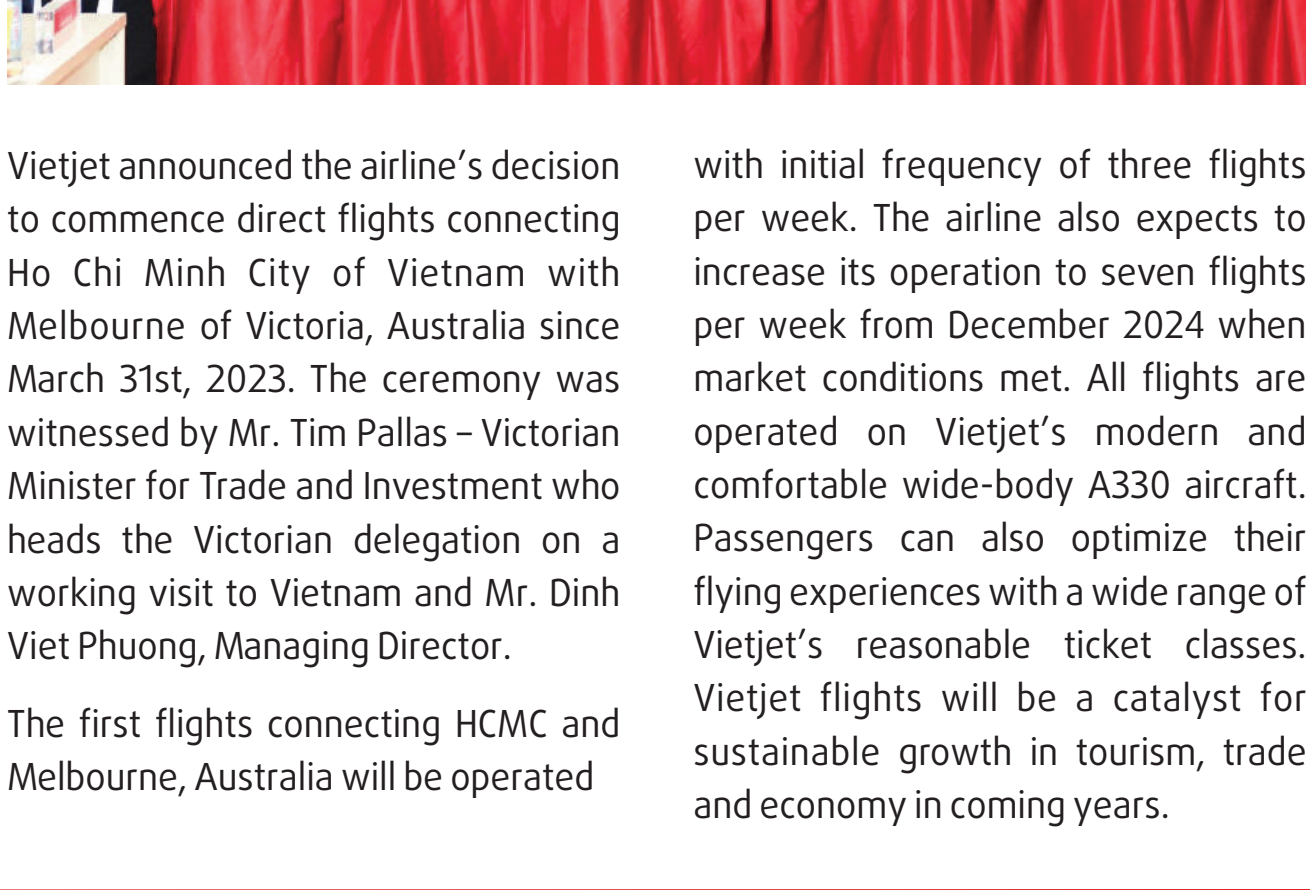 Vietjet announced the airline's decision
to commence direct flights connecting
Ho Chi Minh City of Vietnam with
Melbourne of Victoria, Australia since
March 31st, 2023. The ceremony was
witnessed by Mr. Tim Pallas – Victorian
Minister for Trade and Investment who
heads the Victorian delegation on a
working visit to Vietnam and Mr. Dinh
Viet Phuong, Managing Director.
The first flights connecting HCMC and
Melbourne, Australia will be operated
with initial frequency of three flights
per week. The airline also expects to
increase its operation to seven flights
per week from December 2024 when
market conditions met. All flights are
operated on Vietjet's modern and
comfortable wide-body A330 aircraft.
Passengers can also optimize their
flying experiences with a wide range of
Vietjet's reasonable ticket classes.
Vietjet flights will be a catalyst for
sustainable growth in tourism, trade
and economy in coming years.